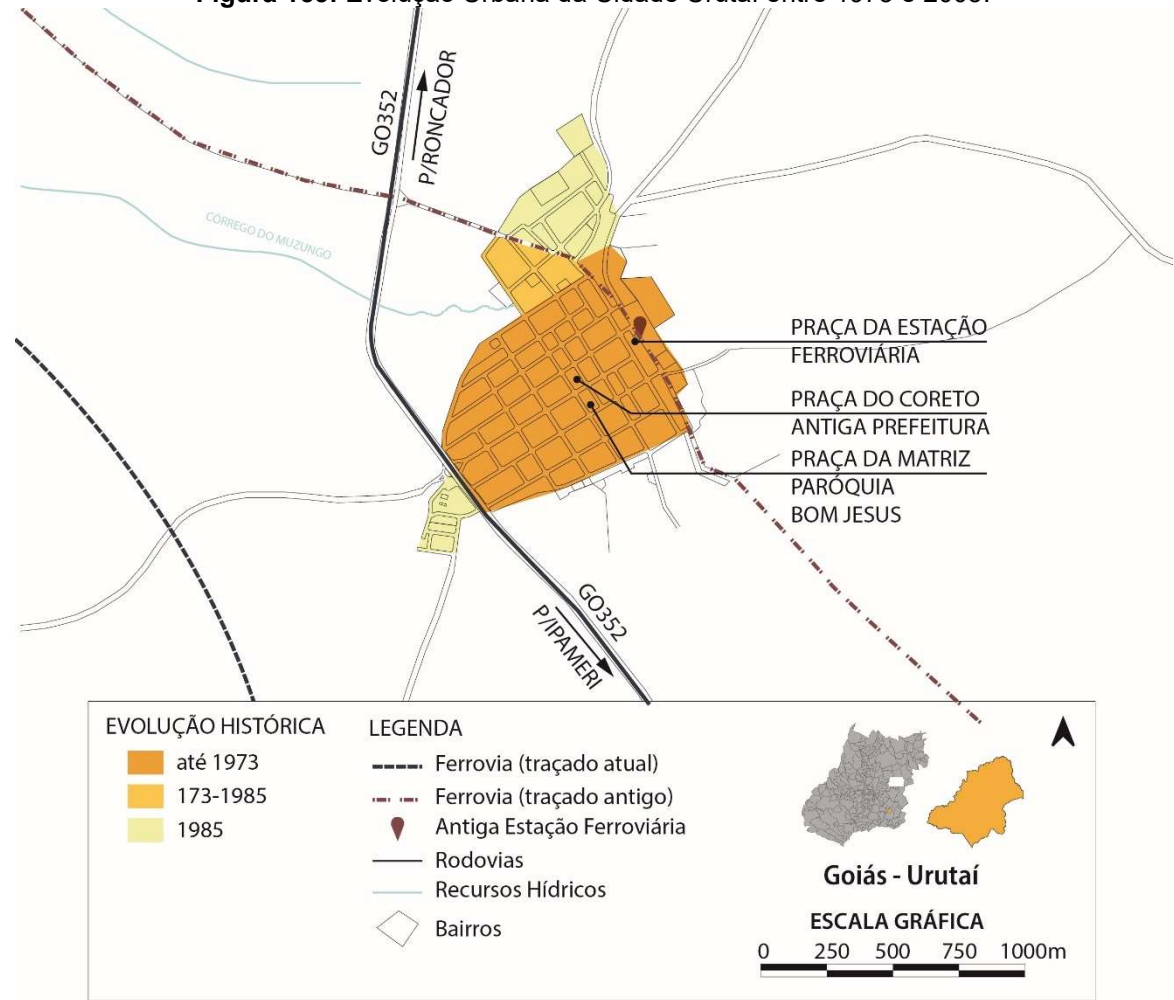 GO352
P/RONCADOR
CÓRREGO DO MUZUNGO
PRAÇA DA ESTAÇÃO
FERROVIÁRIA
PRAÇA DO CORETO
ANTIGA PREFEITURA
PRAÇA DA MATRIZ
PARÓQUIA
BOM JESUS
GO352
P/IPAMERI
EVOLUÇÃO HISTÓRICA
até 1973
173-1985
1985
LEGENDA
Ferrovia (traçado atual)
Ferrovia (traçado antigo)
Antiga Estação Ferroviária
Rodovias
Recursos Hídricos
Bairros
Goiás - Urutaí
ESCALA GRÁFICA
0 250 500 750 1000m